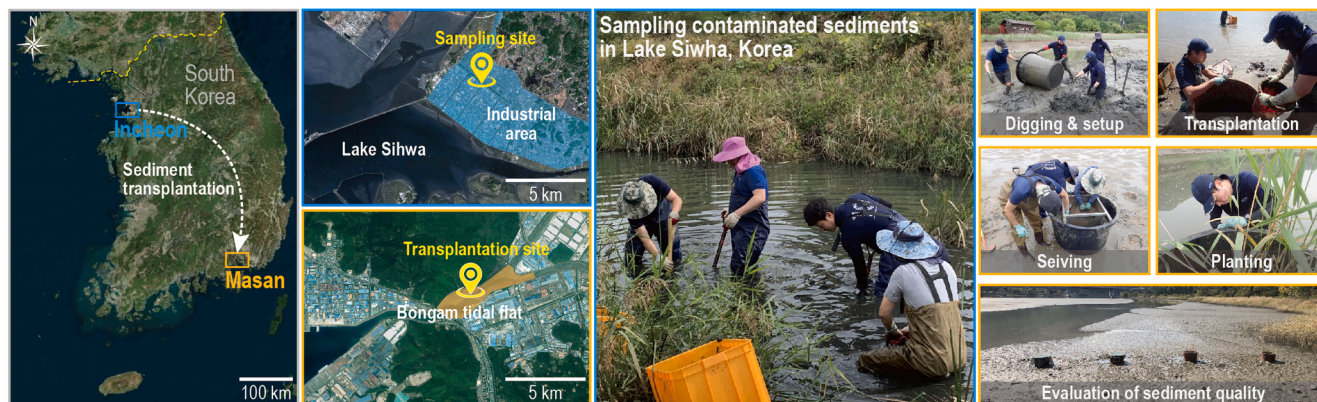 N
South
Korea
Incheon
Sediment
transplantation
Masan
100 km
Sampling site
Industrial
area
Lake Sihwa
5 km
Transplantation site
Bongam tidal flat
5 km
Sampling contaminated sediments
in Lake Siwha, Korea
Digging & setup
Transplantation
Seiving
Planting
Evaluation of sediment quality